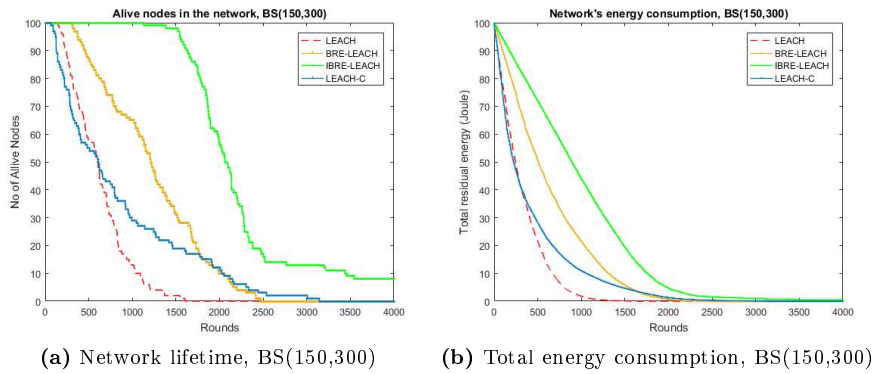 Alive nodes in the network, BS(150,300)
No of Allive Nodes
100
90
80
70
60
50
40
30
20
10
0
LEACH
BRE-LEACH
IBRE-LEACH
LEACH-C
0 500 1000 1500 2000 2500 3000 3500 4000
Rounds
(a) Network lifetime, BS(150,300)
Network's energy consumption, BS(150,300)
Total residual energy (Joule)
100
90
80
70
60
50
40
30
20
10
0
LEACH
BRE-LEACH
IBRE-LEACH
LEACH-C
0 500 1000 1500 2000 2500 3000 3500 4000
Rounds
(b) Total energy consumption, BS(150,300)